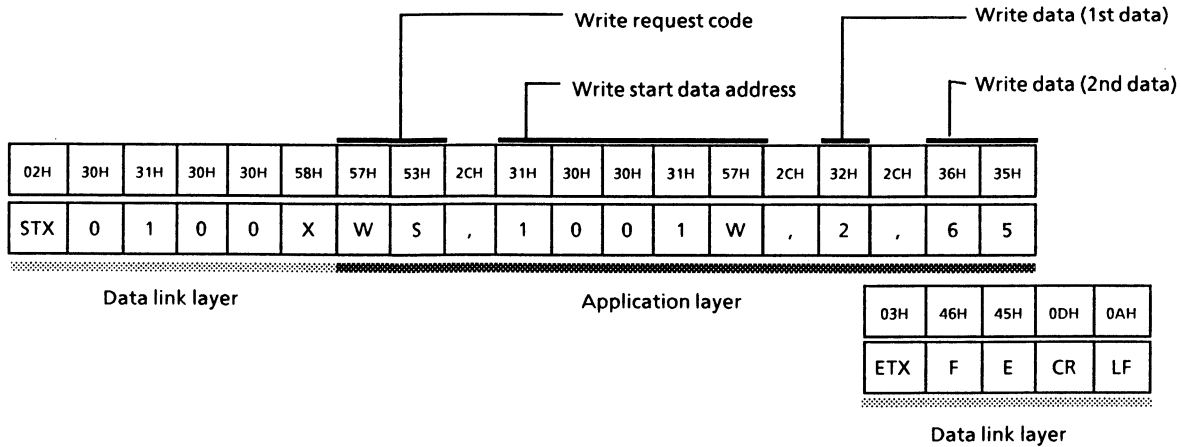 Write request code
Write data (1st data)
Write start data address
Write data (2nd data)
02H 30H 31H 30H 30H 58H 57H 53H 2CH 31H 30H 30H 31H 57H 2CH 32H 2CH 36H 35H
STX 0 1 0 0 X W S , 1 0 0 1 W , 2 , 6 5
Data link layer
Application layer
03H 46H 45H 0DH 0AH
ETX F E CR LF
Data link layer